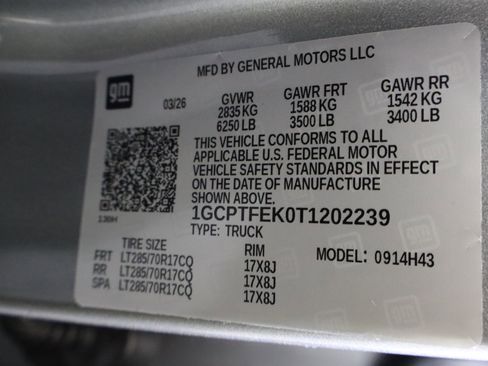 MFD BY GENERAL MOTORS LLC
gm
03/26
GVWR GAWR FRT GAWR RR
2835 KG 1588 KG 1542 KG
6250 LB 3500 LB 3400 LB
THIS VEHICLE CONFORMS TO ALL
APPLICABLE U.S. FEDERAL MOTOR
VEHICLE SAFETY STANDARDS IN EFFECT
ON THE DATE OF MANUFACTURE
SHOWN ABOVE.
1GCPTFEK0T1202239
TYPE: TRUCK
TIRE SIZE RIM MODEL: 0914H43
FRT LT285/70R17CQ 17X8J
RR LT285/70R17CQ 17X8J
SPA LT285/70R17CQ 17X8J